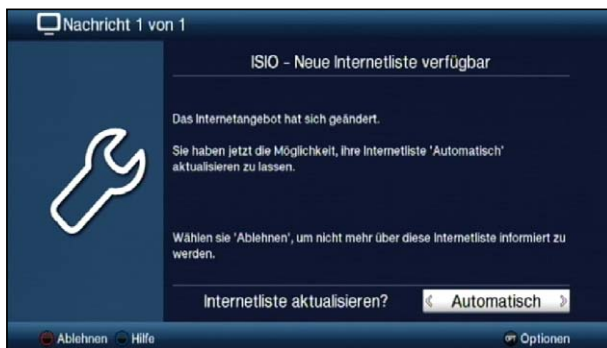 Nachricht 1 von 1
ISIO - Neue Internetliste verfügbar
Das Internetangebot hat sich geändert.
Sie haben jetzt die Möglichkeit, ihre Internetliste 'Automatisch'
aktualisieren zu lassen.
Wählen sie 'Ablehnen', um nicht mehr über diese Internetliste informiert zu
werden.
Internetliste aktualisieren? Automatisch
Ablehnen Hilfe OPT Optionen